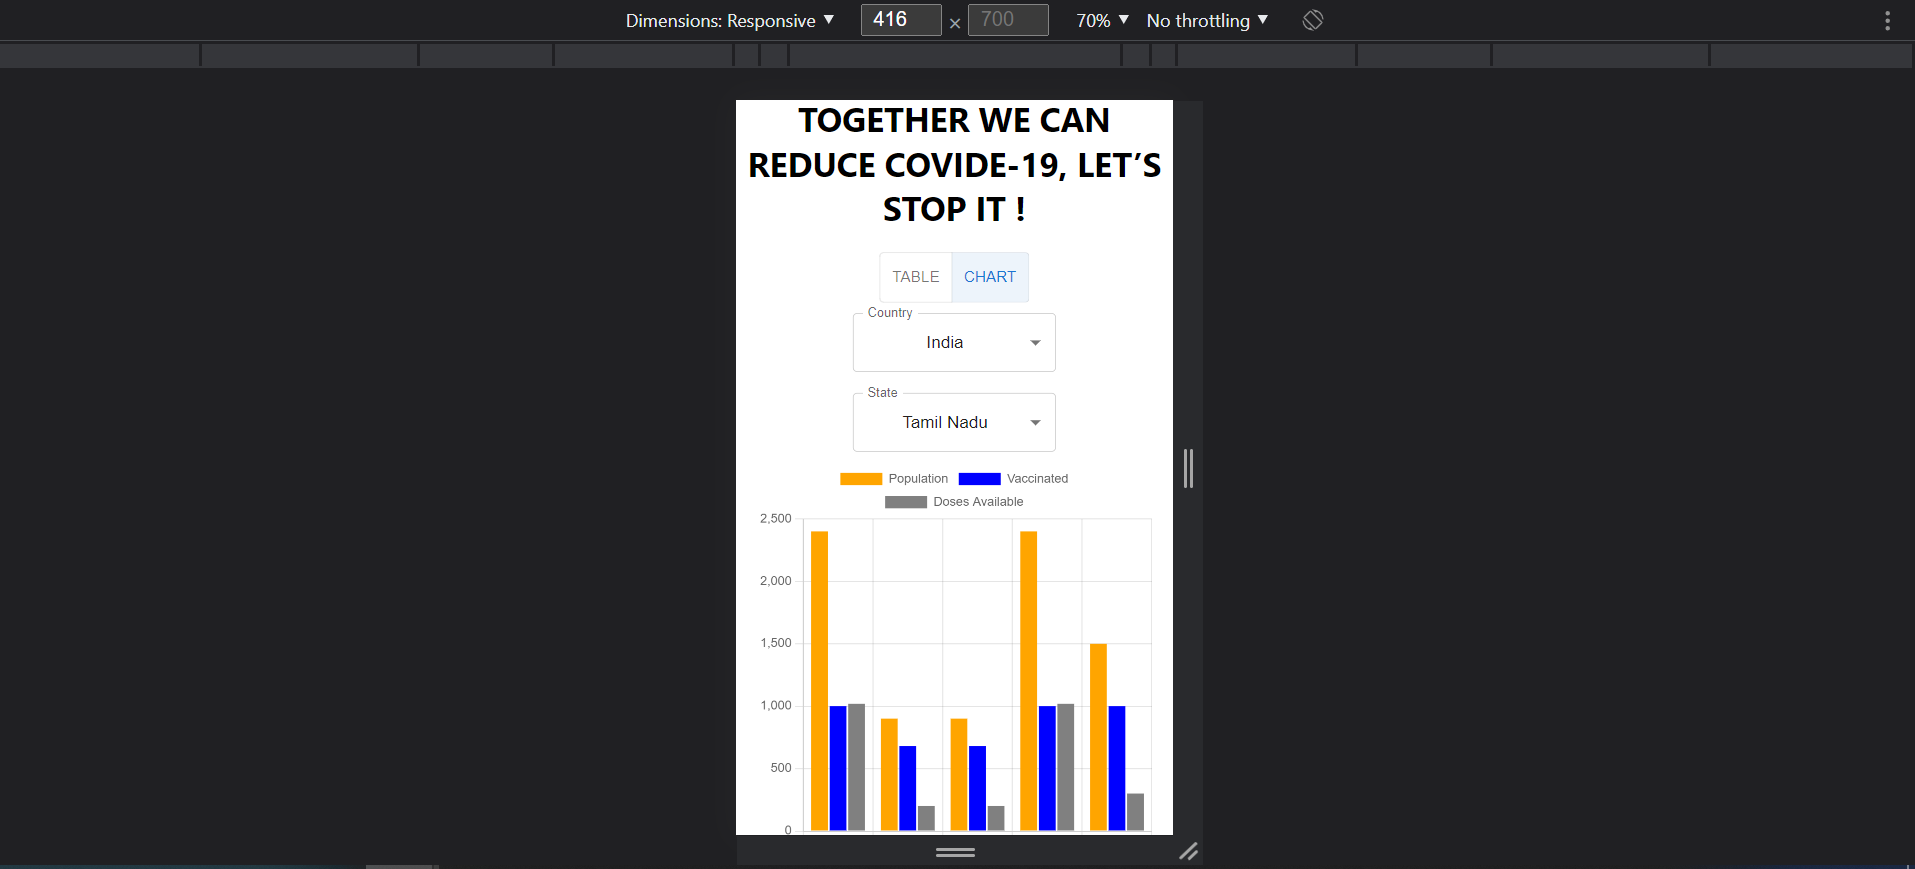 Dimensions: Responsive ▼ 416 × 700 70% ▼ No throttling ▼
TOGETHER WE CAN
REDUCE COVIDE-19, LET’S
STOP IT !
TABLE CHART
Country
India
State
Tamil Nadu
Population Vaccinated
Doses Available
2,500
2,000
1,500
1,000
500
0